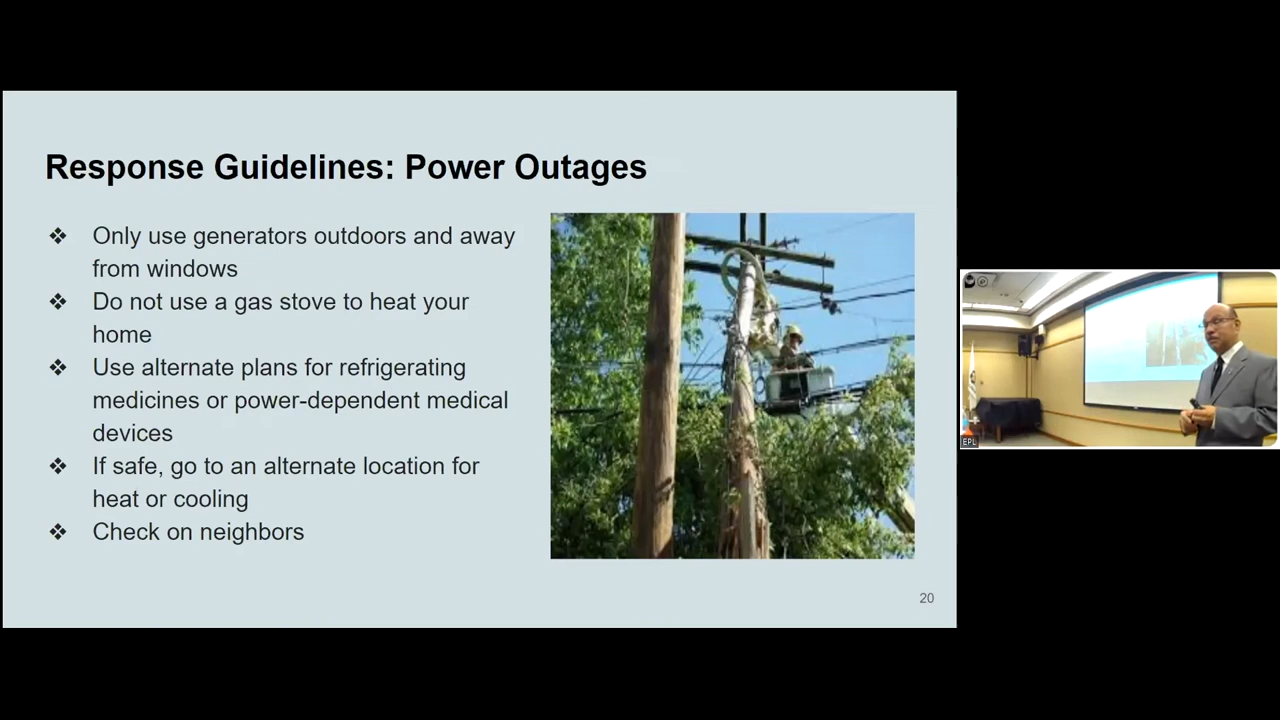 Response Guidelines: Power Outages
❖ Only use generators outdoors and away
from windows
❖ Do not use a gas stove to heat your
home
❖ Use alternate plans for refrigerating
medicines or power-dependent medical
devices
❖ If safe, go to an alternate location for
heat or cooling
❖ Check on neighbors
20
EPL